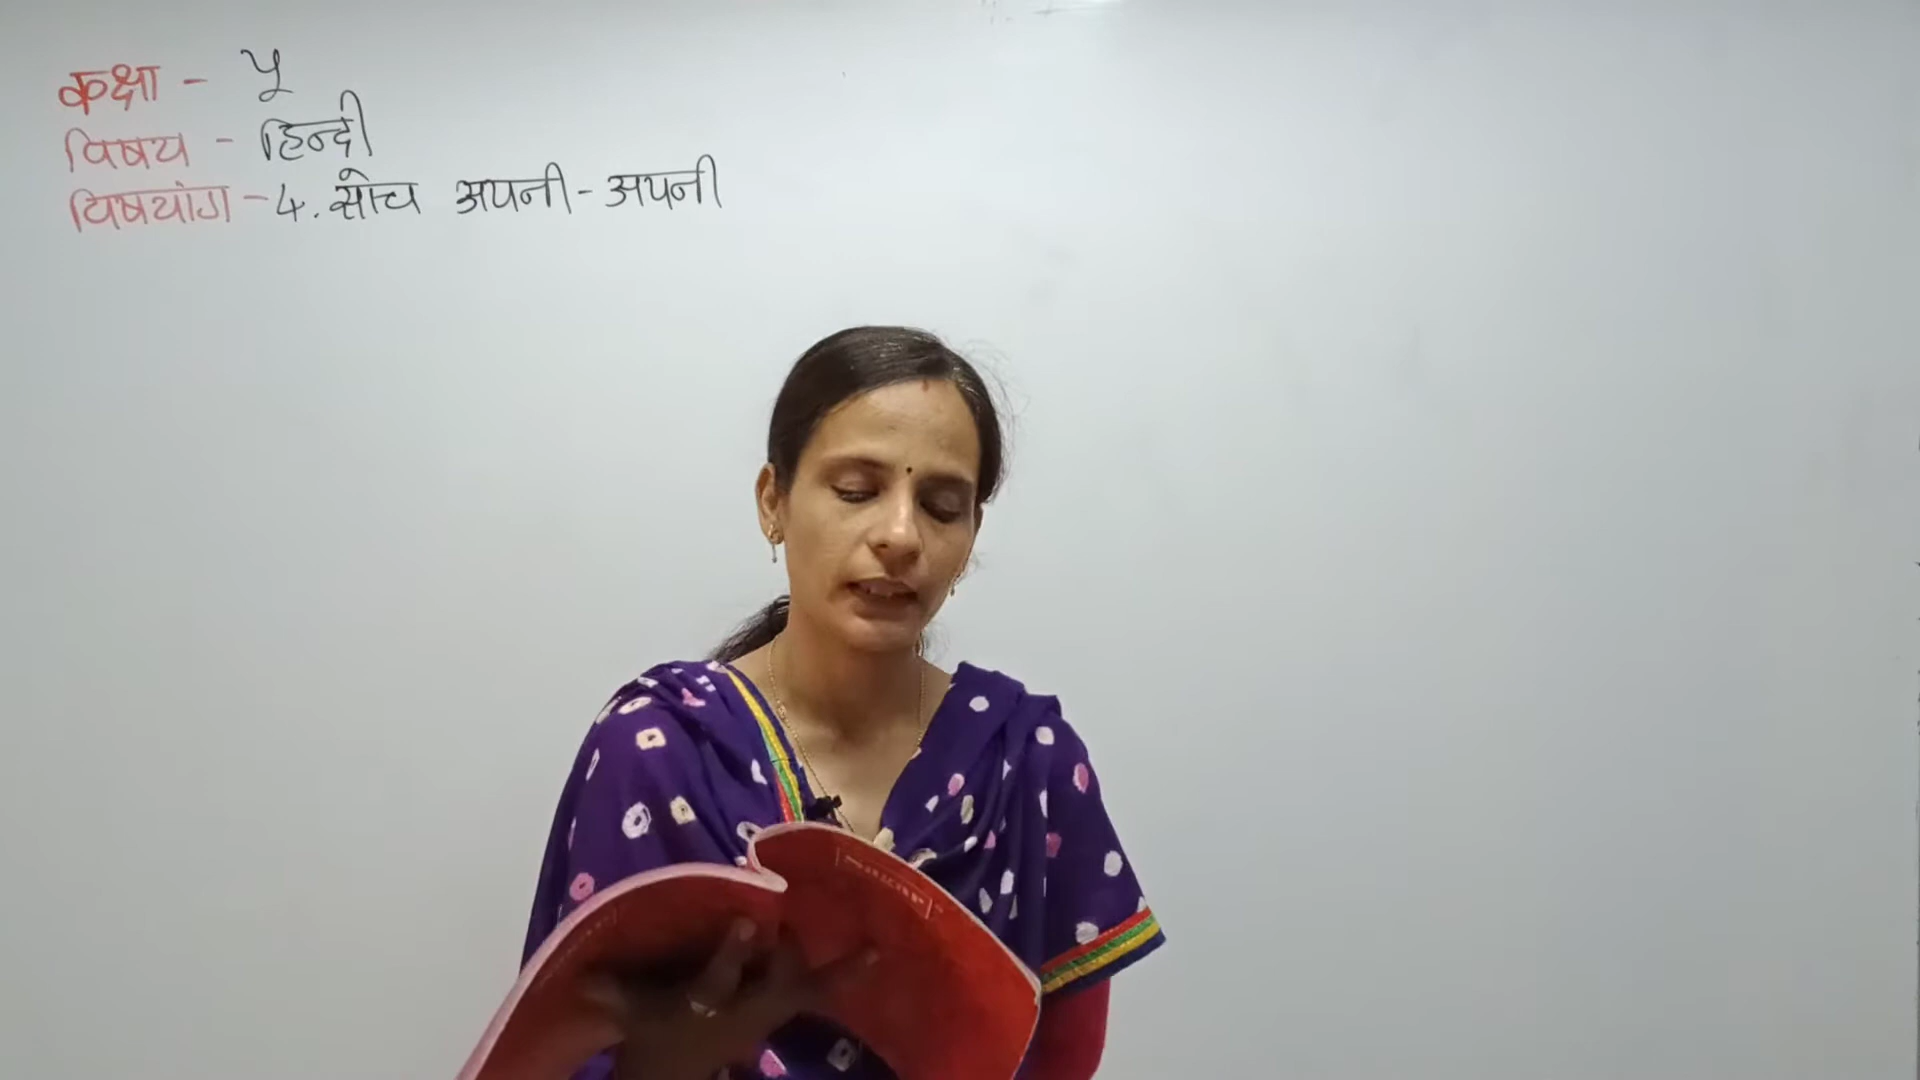 कक्षा - ५
विषय - हिन्दी
विषयांग - 4. सोच अपनी - अपनी